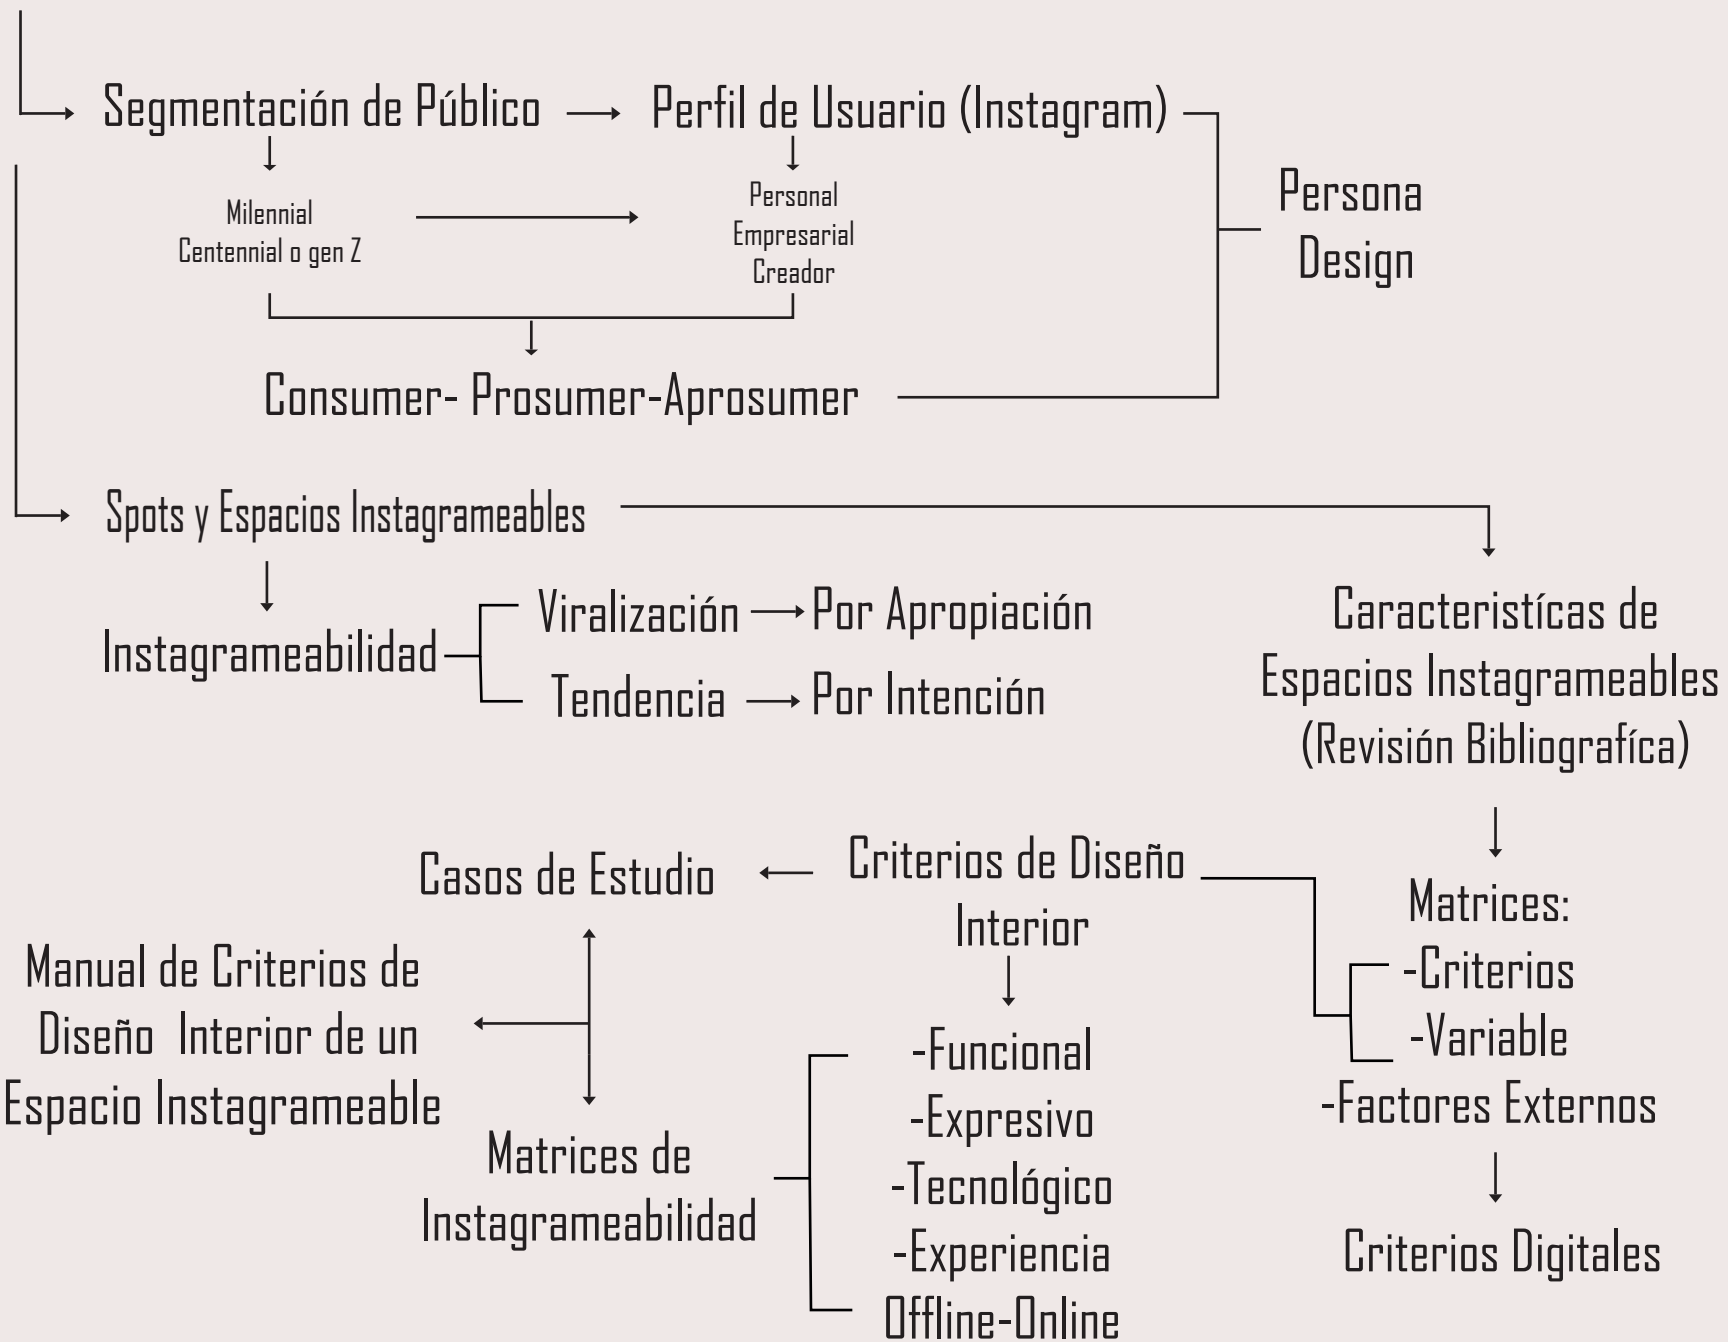 Segmentación de Público
Perfil de Usuario (Instagram)
Milennial
Centennial o gen Z
Personal
Empresarial
Creador
Persona
Design
Consumer- Prosumer-Aprosumer
Spots y Espacios Instagrameables
Instagrameabilidad
Viralización
Por Apropiación
Tendencia
Por Intención
Caracteristícas de
Espacios Instagrameables
(Revisión Bibliografíca)
Matrices:
-Criterios
-Variable
-Factores Externos
Criterios Digitales
Criterios de Diseño
Interior
-Funcional
-Expresivo
-Tecnológico
-Experiencia
Offline-Online
Casos de Estudio
Manual de Criterios de
Diseño  Interior de un
Espacio Instagrameable
Matrices de
Instagrameabilidad